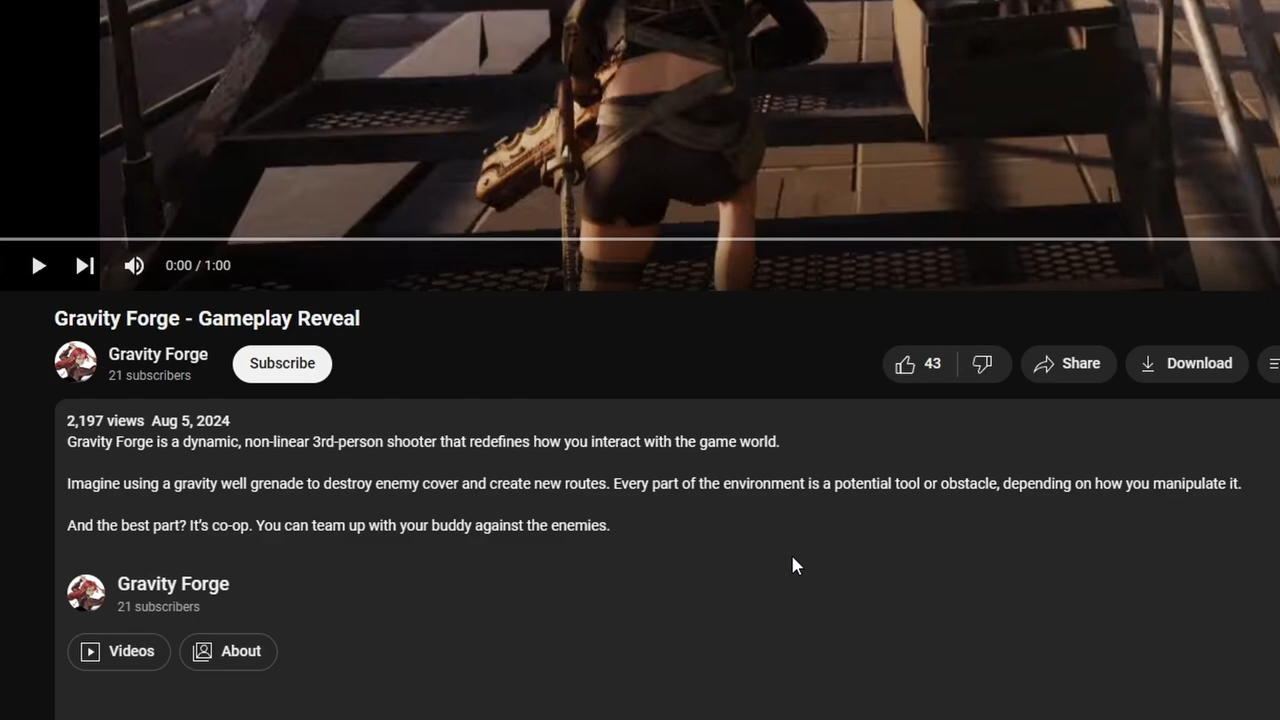 0:00 / 1:00
Gravity Forge - Gameplay Reveal
Gravity Forge
21 subscribers
Subscribe
43
Share
Download
2,197 views Aug 5, 2024
Gravity Forge is a dynamic, non-linear 3rd-person shooter that redefines how you interact with the game world.
Imagine using a gravity well grenade to destroy enemy cover and create new routes. Every part of the environment is a potential tool or obstacle, depending on how you manipulate it.
And the best part? It’s co-op. You can team up with your buddy against the enemies.
Gravity Forge
21 subscribers
Videos
About